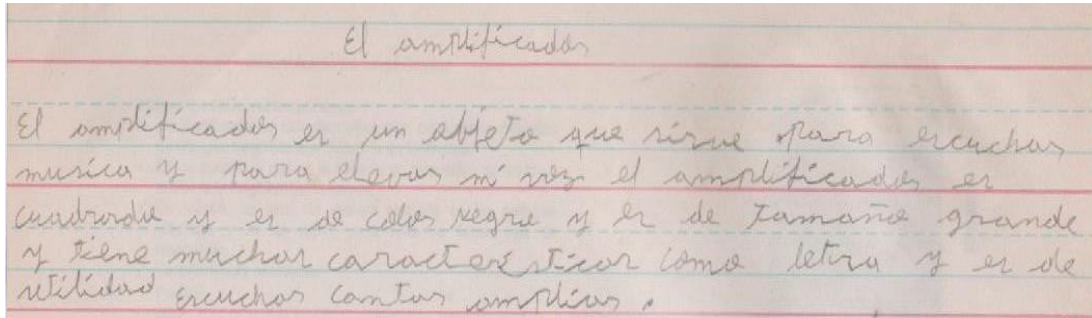 El amplificador
El amplificador es un objeto que sirve para escuchar
musica y para elevar mi voz el amplificador es
cuadrado y es de color negro y es de tamaño grande
y tiene muchas caracteristicas como letra y es de
utilidad escuchar cantar ampliar.